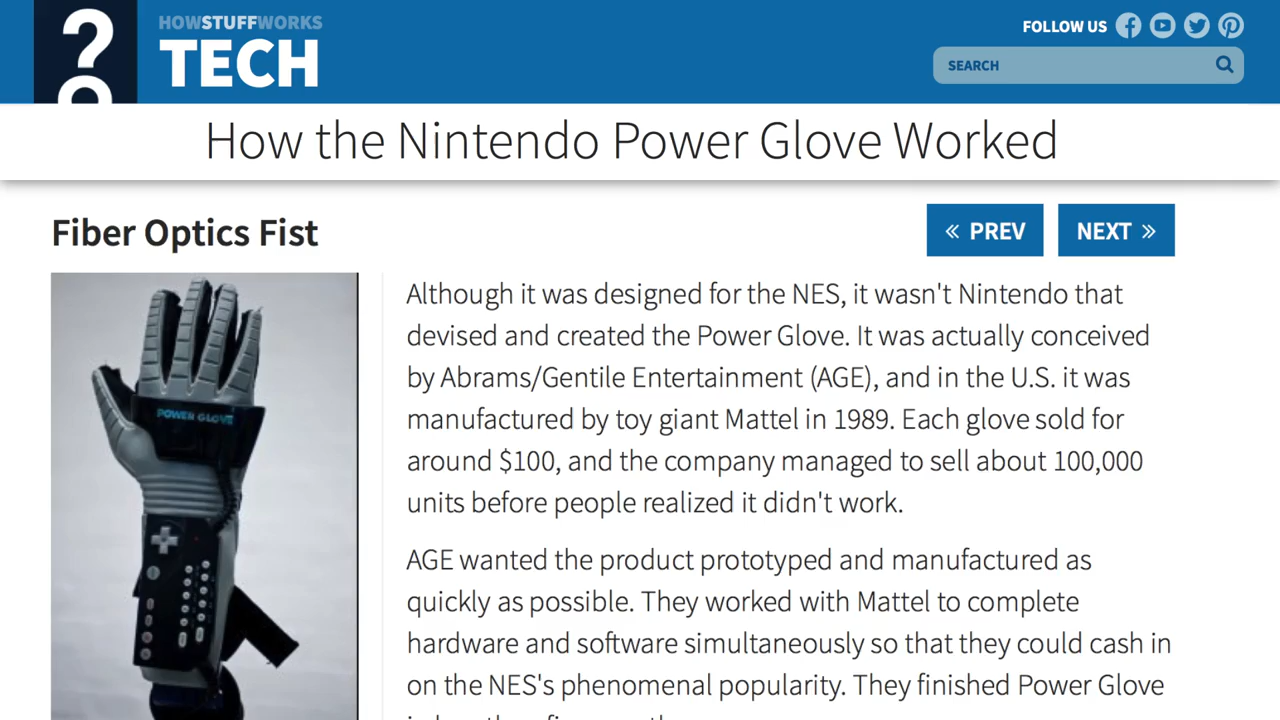 HOWSTUFFWORKS
TECH
FOLLOW US
SEARCH
How the Nintendo Power Glove Worked
Fiber Optics Fist
« PREV
NEXT »
POWER GLOVE
Although it was designed for the NES, it wasn't Nintendo that
devised and created the Power Glove. It was actually conceived
by Abrams/Gentile Entertainment (AGE), and in the U.S. it was
manufactured by toy giant Mattel in 1989. Each glove sold for
around $100, and the company managed to sell about 100,000
units before people realized it didn't work.
AGE wanted the product prototyped and manufactured as
quickly as possible. They worked with Mattel to complete
hardware and software simultaneously so that they could cash in
on the NES's phenomenal popularity. They finished Power Glove